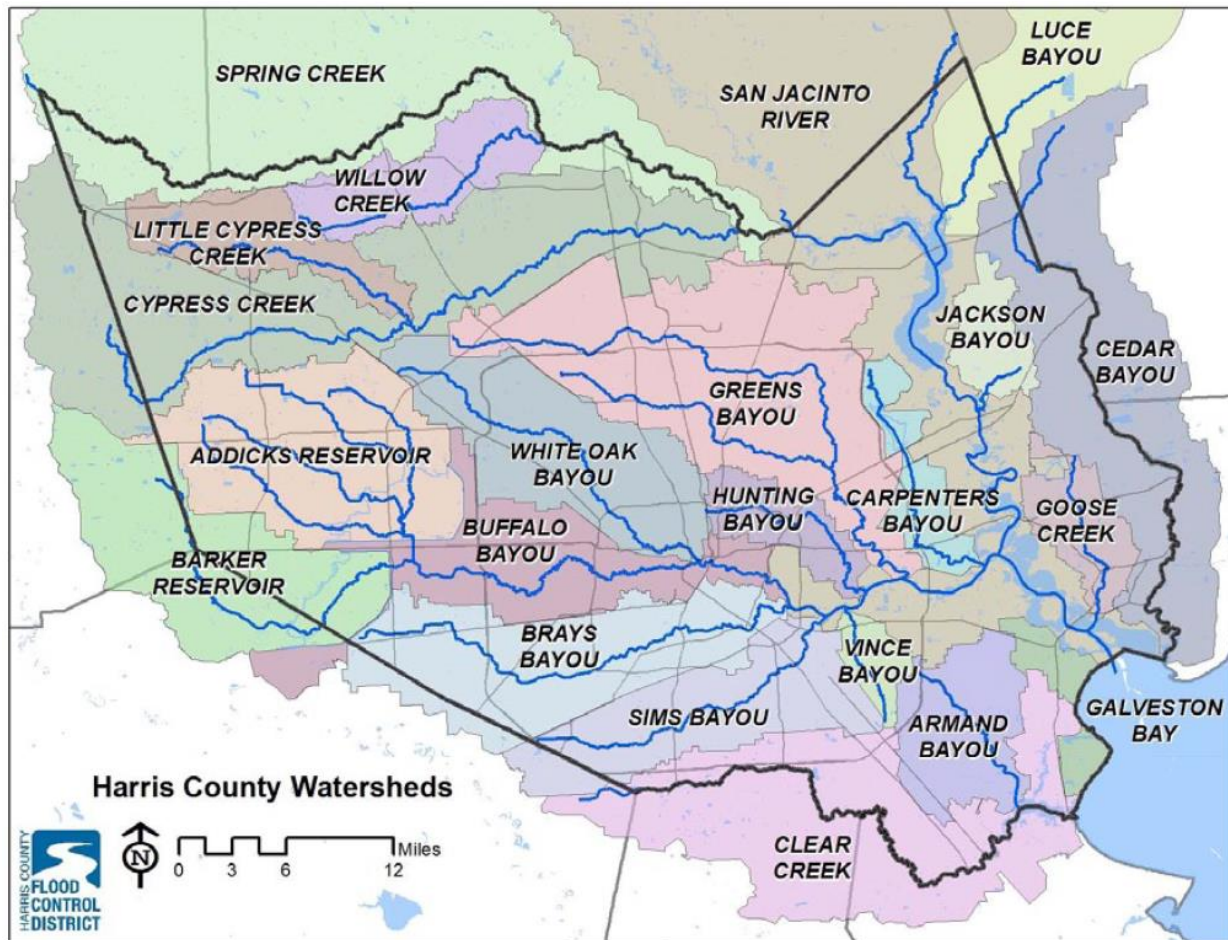 LUCE
BAYOU
SPRING CREEK
SAN JACINTO
RIVER
WILLOW
CREEK
LITTLE CYPRESS
CREEK
CYPRESS CREEK
JACKSON
BAYOU
CEDAR
BAYOU
GREENS
BAYOU
ADDICKS RESERVOIR
WHITE OAK
BAYOU
HUNTING
BAYOU
CARPENTERS
BAYOU
GOOSE
CREEK
BUFFALO
BAYOU
BARKER
RESERVOIR
BRAYS
BAYOU
VINCE
BAYOU
SIMS BAYOU
ARMAND
BAYOU
GALVESTON
BAY
CLEAR
CREEK
Harris County Watersheds
HARRIS COUNTY
FLOOD
CONTROL
DISTRICT
N
Miles
0 3 6 12